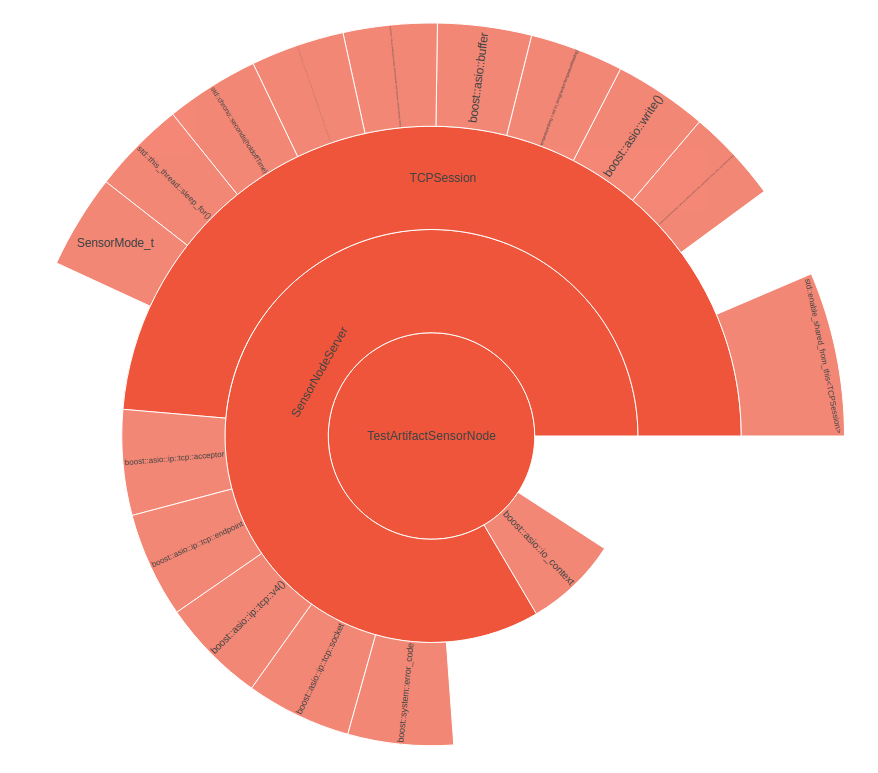 boost::asio::buffer
boost::asio::write()
std::chrono::seconds(holdoffTime)
std::this_thread::sleep_for()
TCPSession
SensorMode_t
std::enable_shared_from_this<TCPSession>
SensorNodeServer
TestArtifactSensorNode
boost::asio::ip::tcp::acceptor
boost::asio::ip::tcp::endpoint
boost::asio::io_context
boost::asio::ip::tcp::v4()
boost::asio::ip::tcp::socket
boost::system::error_code